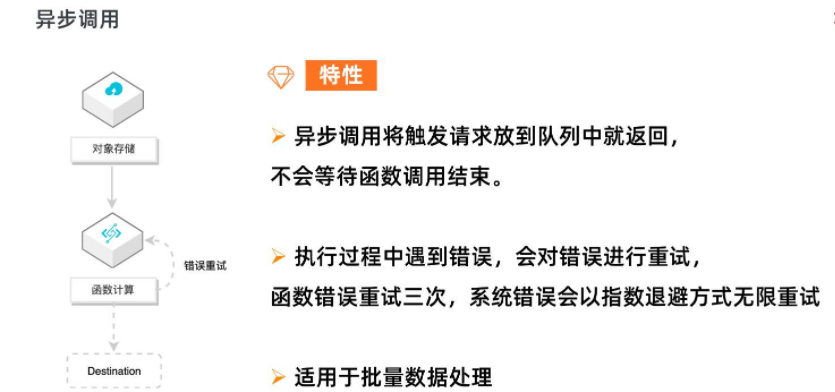 异步调用
特性
对象存储
异步调用将触发请求放到队列中就返回，
不会等待函数调用结束。
错误重试
执行过程中遇到错误，会对错误进行重试，
函数计算
函数错误重试三次，系统错误会以指数退避方式无限重试
Destination
适用于批量数据处理